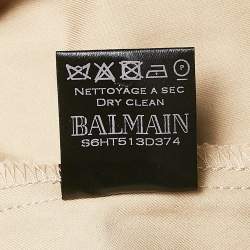 P
NETTOYAGE A SEC
DRY CLEAN
BALMAIN
S6HT513D374